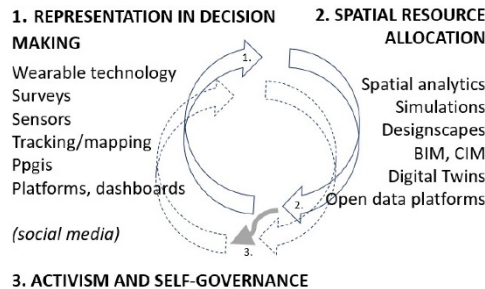 1. REPRESENTATION IN DECISION
MAKING
Wearable technology
Surveys
Sensors
Tracking/mapping
Ppgis
Platforms, dashboards
(social media)
2. SPATIAL RESOURCE
ALLOCATION
Spatial analytics
Simulations
Designscapes
BIM, CIM
Digital Twins
Open data platforms
1.
2.
3.
3. ACTIVISM AND SELF-GOVERNANCE